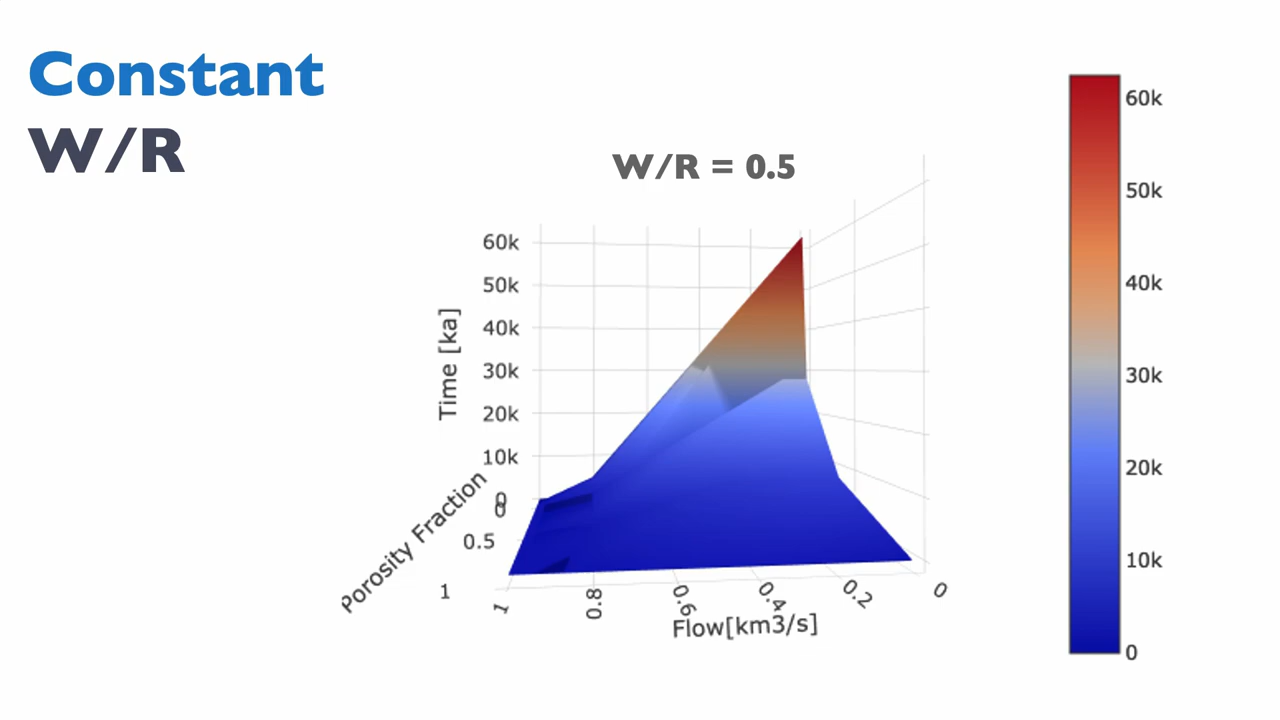 Constant
W/R
W/R = 0.5
60k
50k
40k
30k
20k
10k
0
Time [ka]
0
0.5
1
Porosity Fraction
1
0.8
0.6
0.4
0.2
0
Flow[km3/s]
60k
50k
40k
30k
20k
10k
0